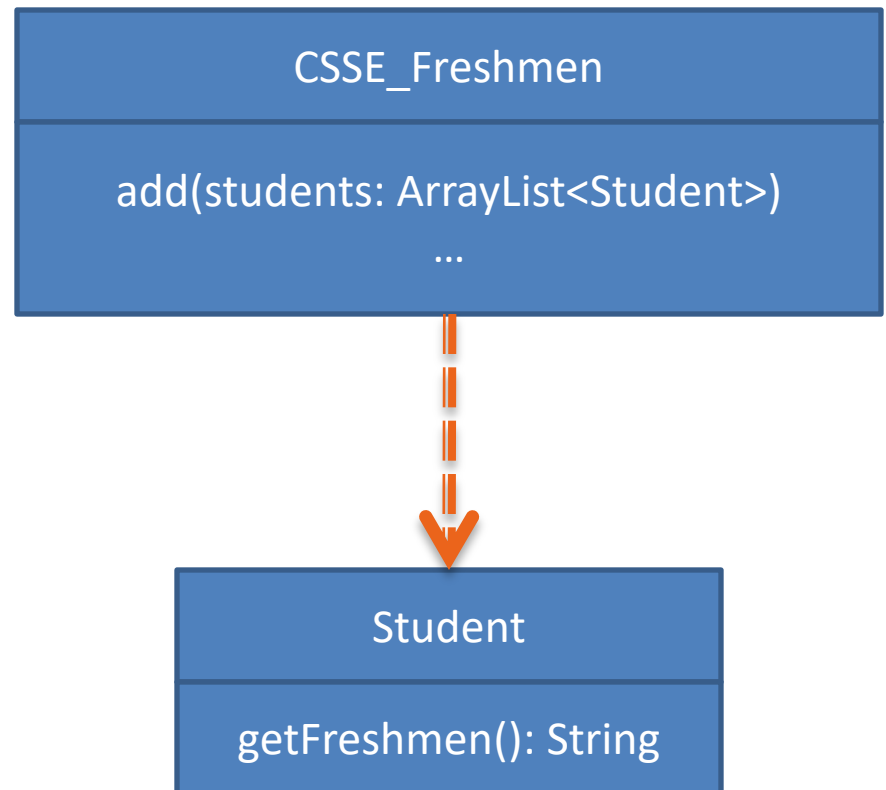 CSSE_Freshmen
add(students: ArrayList<Student>)
…
Student
getFreshmen(): String